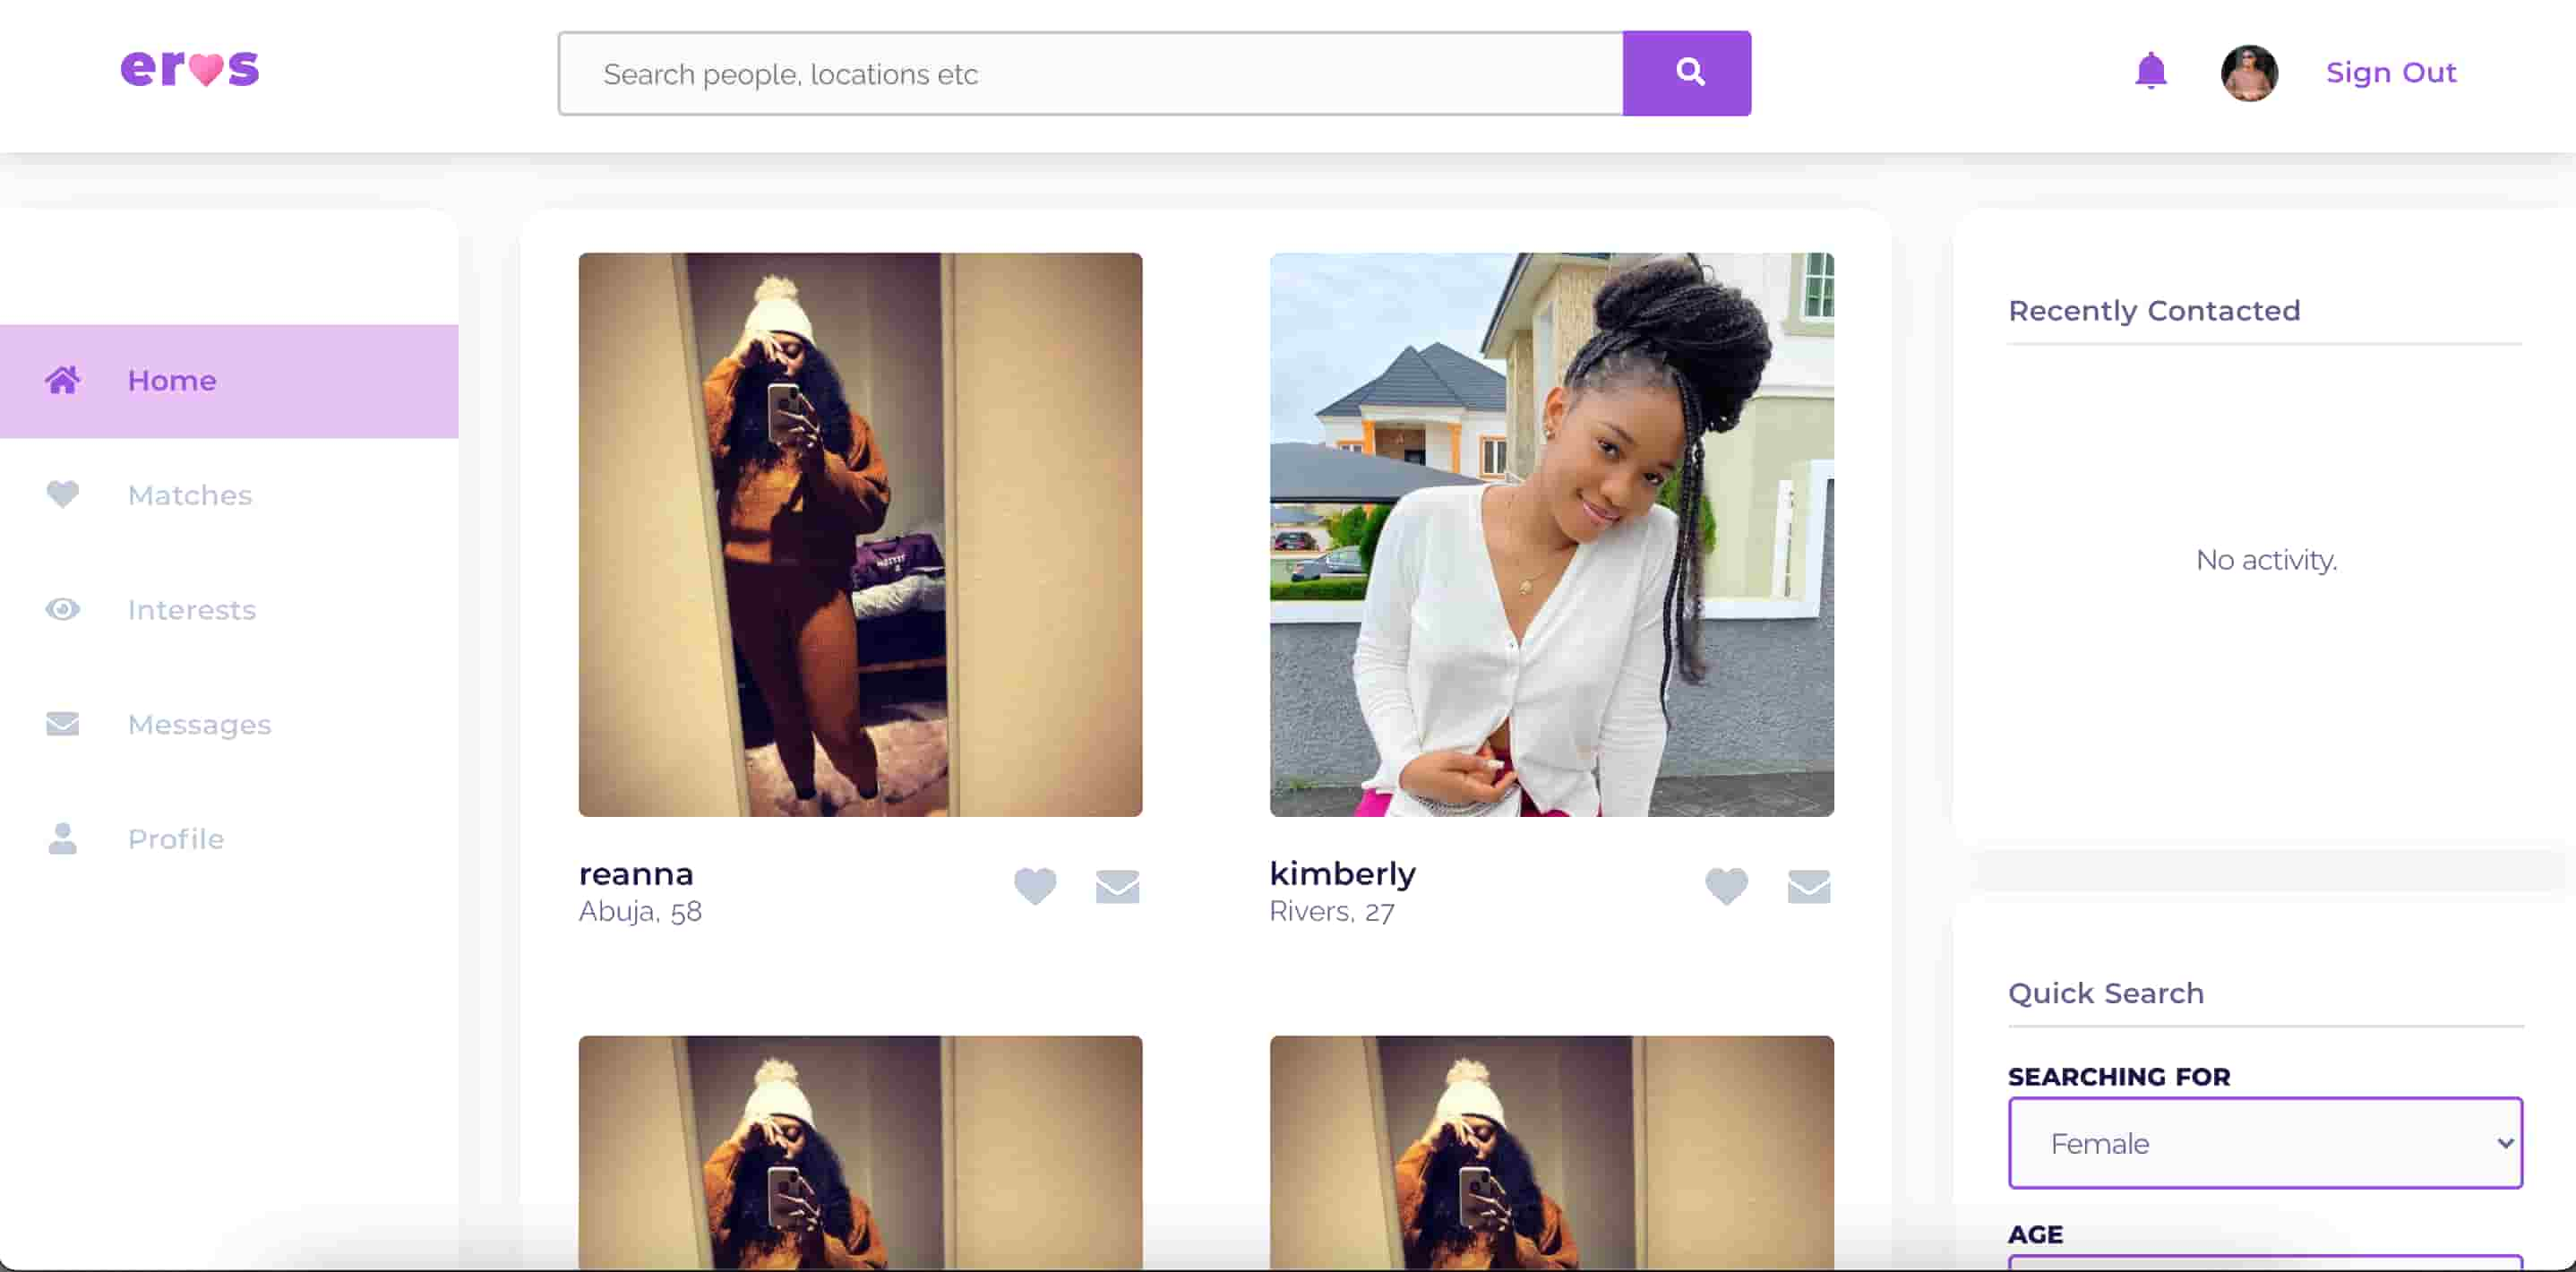 eros
Search people, locations etc
Sign Out
Home
Matches
Interests
Messages
Profile
reanna
Abuja, 58
kimberly
Rivers, 27
Recently Contacted
No activity.
Quick Search
SEARCHING FOR
Female
AGE